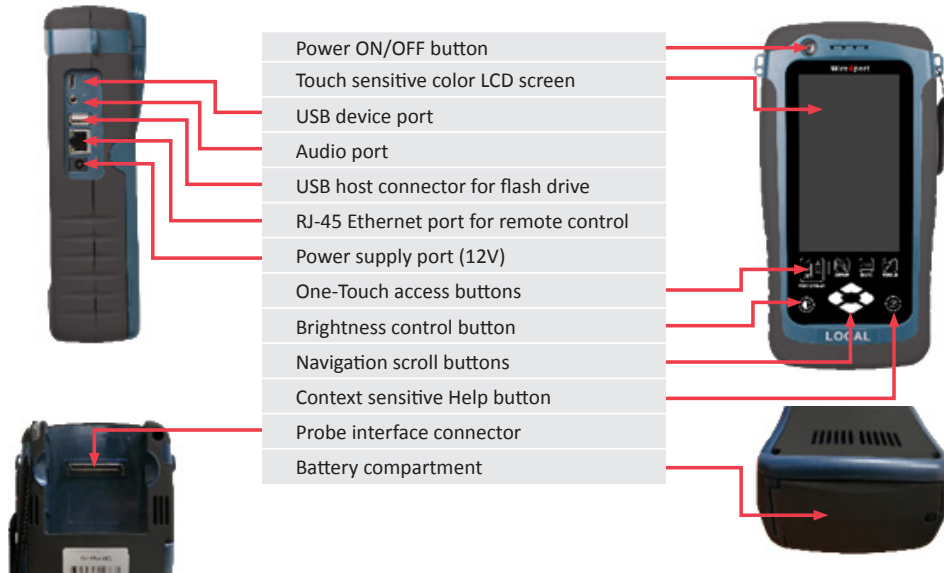 Power ON/OFF button
Touch sensitive color LCD screen
USB device port
Audio port
USB host connector for flash drive
RJ-45 Ethernet port for remote control
Power supply port (12V)
One-Touch access buttons
Brightness control button
Navigation scroll buttons
Context sensitive Help button
Probe interface connector
Battery compartment
WireXpert
LOCAL